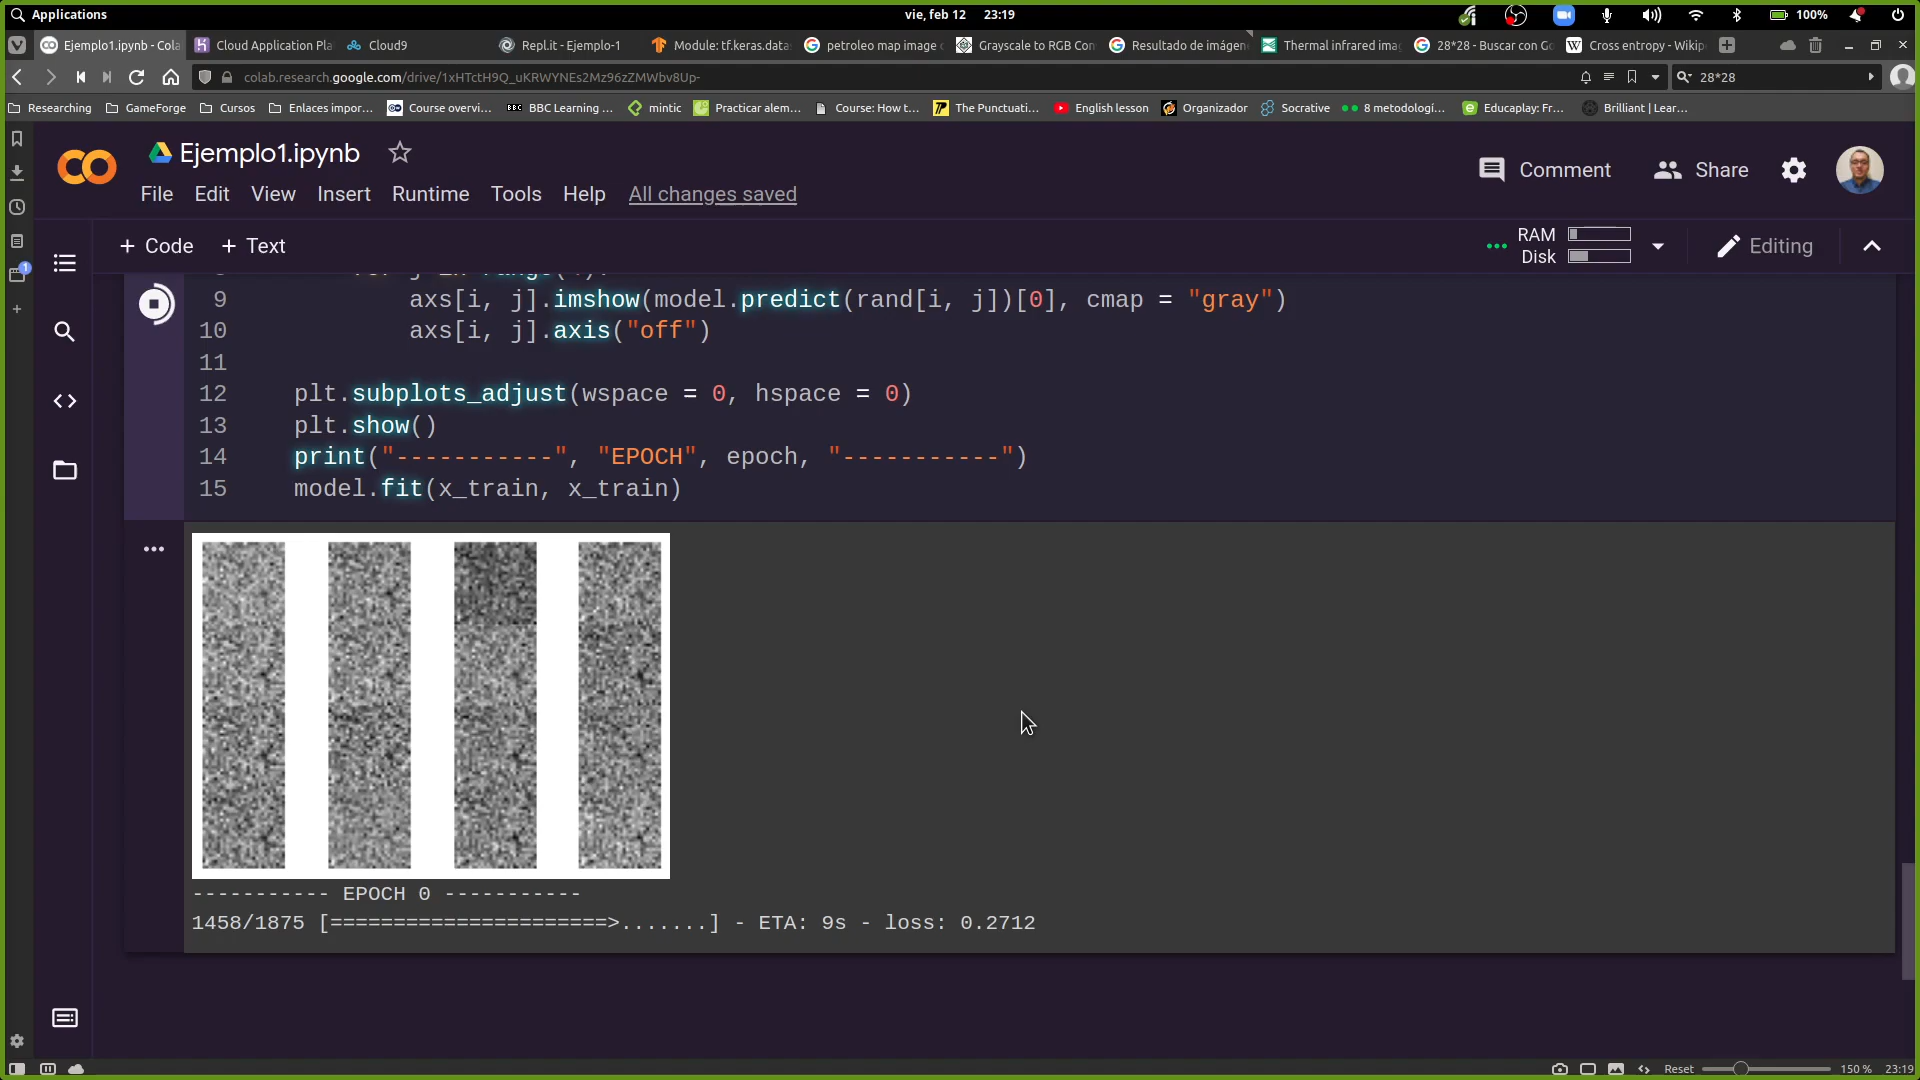 Applications
vie, feb 12 23:19
100%
Ejemplo1.ipynb - Cola
Cloud Application Pla
Cloud9
Repl.it - Ejemplo-1
Module: tf.keras.data
petroleo map image c
Grayscale to RGB Con
Resultado de imágen
Thermal infrared ima
28*28 - Buscar con Go
Cross entropy - Wikip
colab.research.google.com/drive/1xHTctH9Q_uKRWYNEs2Mz96zZMWbv8Up-
28*28
Researching
GameForge
Cursos
Enlaces impor...
Course overvi...
BBC Learning ...
mintic
Practicar alem...
Course: How t...
The Punctuati...
English lesson
Organizador
Socrative
8 metodologí...
Educaplay: Fr...
Brilliant | Lear...
Ejemplo1.ipynb
Comment
Share
File Edit View Insert Runtime Tools Help All changes saved
+ Code + Text
RAM
Disk
Editing
9 axs[i, j].imshow(model.predict(rand[i, j])[0], cmap = "gray")
10 axs[i, j].axis("off")
11
12 plt.subplots_adjust(wspace = 0, hspace = 0)
13 plt.show()
14 print("-----------", "EPOCH", epoch, "-----------")
15 model.fit(x_train, x_train)
----------- EPOCH 0 -----------
1458/1875 [======================>.......] - ETA: 9s - loss: 0.2712
1
Reset
150 %
23:19